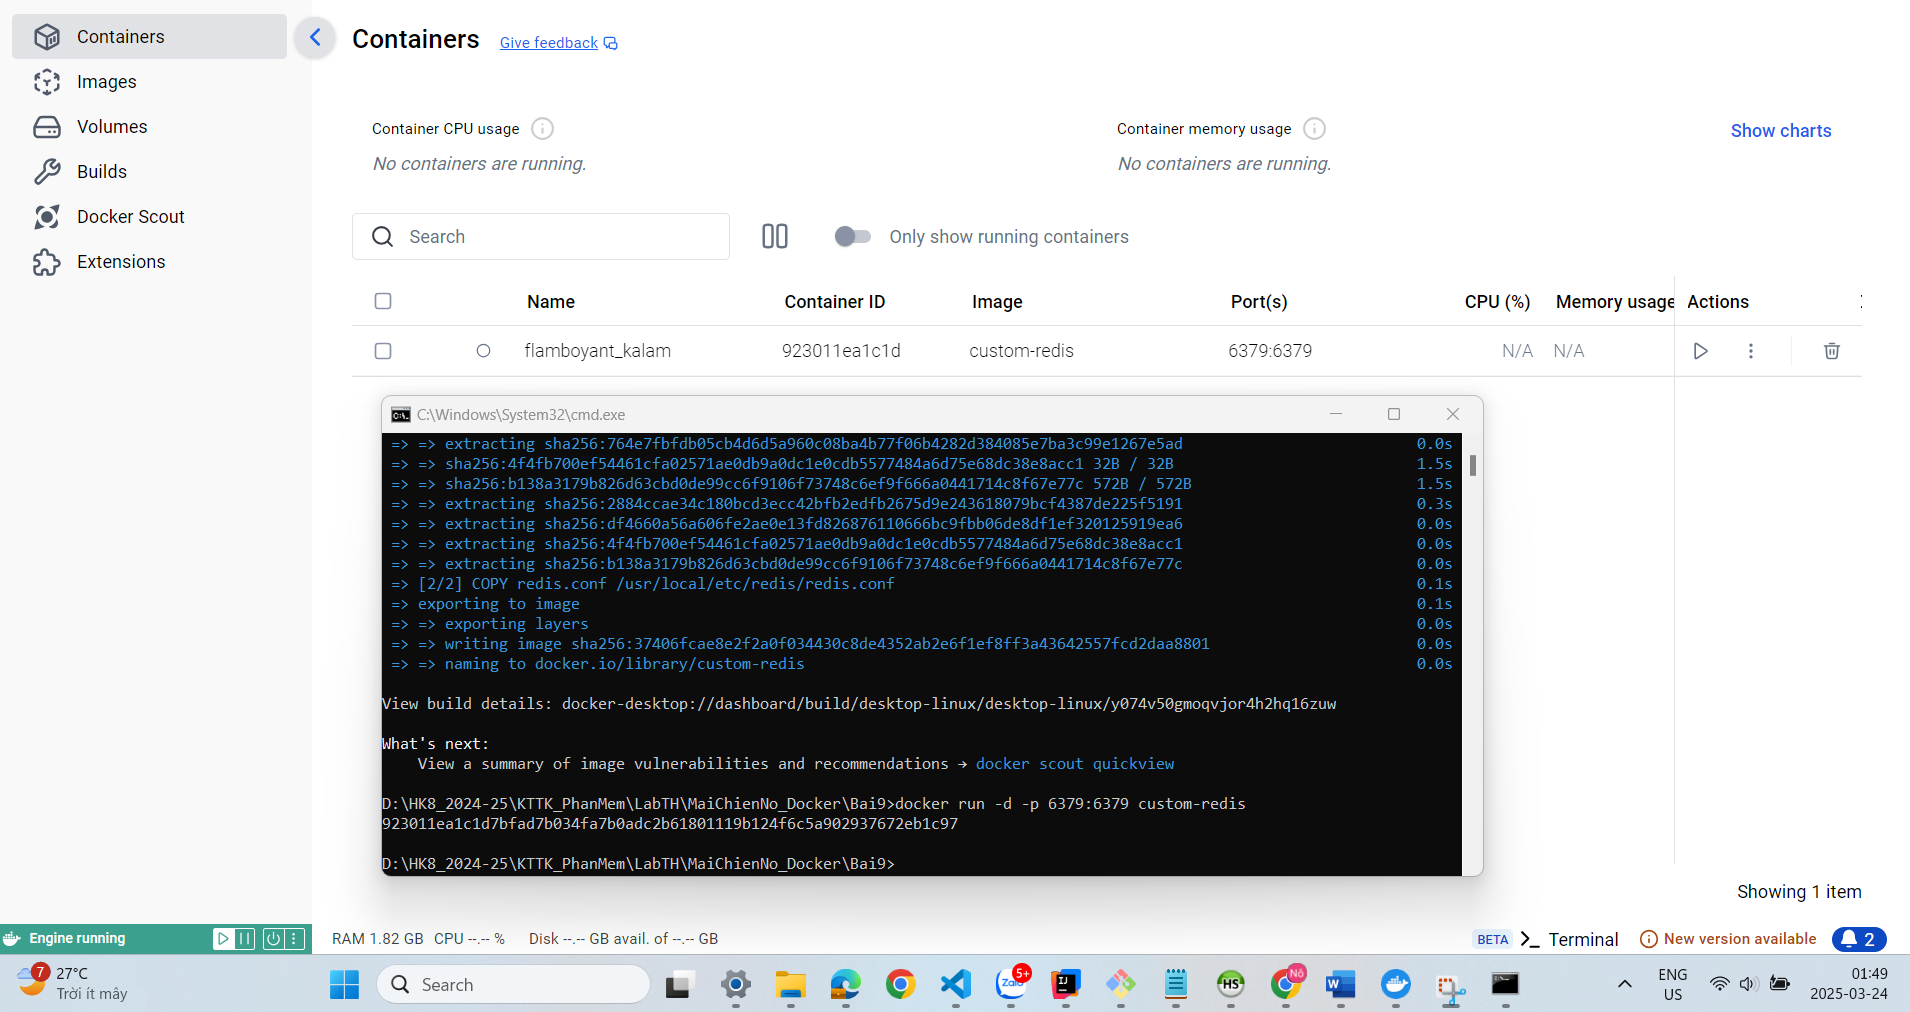 Containers
Images
Volumes
Builds
Docker Scout
Extensions
Containers Give feedback
Container CPU usage
No containers are running.
Container memory usage
No containers are running.
Show charts
Search
Only show running containers
Name Container ID Image Port(s) CPU (%) Memory usage Actions
flamboyant_kalam 923011ea1c1d custom-redis 6379:6379 N/A N/A
C:\Windows\System32\cmd.exe
=> => extracting sha256:764e7fbfdb05cb4d6d5a960c08ba4b77f06b4282d384085e7ba3c99e1267e5ad 0.0s
=> => sha256:4f4fb700ef54461cfa02571ae0db9a0dc1e0cdb5577484a6d75e68dc38e8acc1 32B / 32B 1.5s
=> => sha256:b138a3179b826d63cbd0de99cc6f9106f73748c6ef9f666a0441714c8f67e77c 572B / 572B 1.5s
=> => extracting sha256:2884ccae34c180bcd3ecc42bfb2edfb2675d9e243618079bcf4387de225f5191 0.3s
=> => extracting sha256:df4660a56a606fe2ae0e13fd826876110666bc9fbb06de8df1ef320125919ea6 0.0s
=> => extracting sha256:4f4fb700ef54461cfa02571ae0db9a0dc1e0cdb5577484a6d75e68dc38e8acc1 0.0s
=> => extracting sha256:b138a3179b826d63cbd0de99cc6f9106f73748c6ef9f666a0441714c8f67e77c 0.0s
=> [2/2] COPY redis.conf /usr/local/etc/redis/redis.conf 0.1s
=> exporting to image 0.1s
=> => exporting layers 0.0s
=> => writing image sha256:37406fcae8e2f2a0f034430c8de4352ab2e6f1ef8ff3a43642557fcd2daa8801 0.0s
=> => naming to docker.io/library/custom-redis 0.0s
View build details: docker-desktop://dashboard/build/desktop-linux/desktop-linux/y074v50gmoqvjor4h2hq16zuw
What's next:
View a summary of image vulnerabilities and recommendations → docker scout quickview
D:\HK8_2024-25\KTTK_PhanMem\LabTH\MaiChienNo_Docker\Bai9>docker run -d -p 6379:6379 custom-redis
923011ea1c1d7bfad7b034fa7b0adc2b61801119b124f6c5a902937672eb1c97
D:\HK8_2024-25\KTTK_PhanMem\LabTH\MaiChienNo_Docker\Bai9>
Showing 1 item
Engine running
RAM 1.82 GB CPU --.-- % Disk --.-- GB avail. of --.-- GB
BETA Terminal New version available 2
7
27°C
Trời ít mây
Search
5+
Zalo
IJ
HS
Nô
W
ENG
US
01:49
2025-03-24